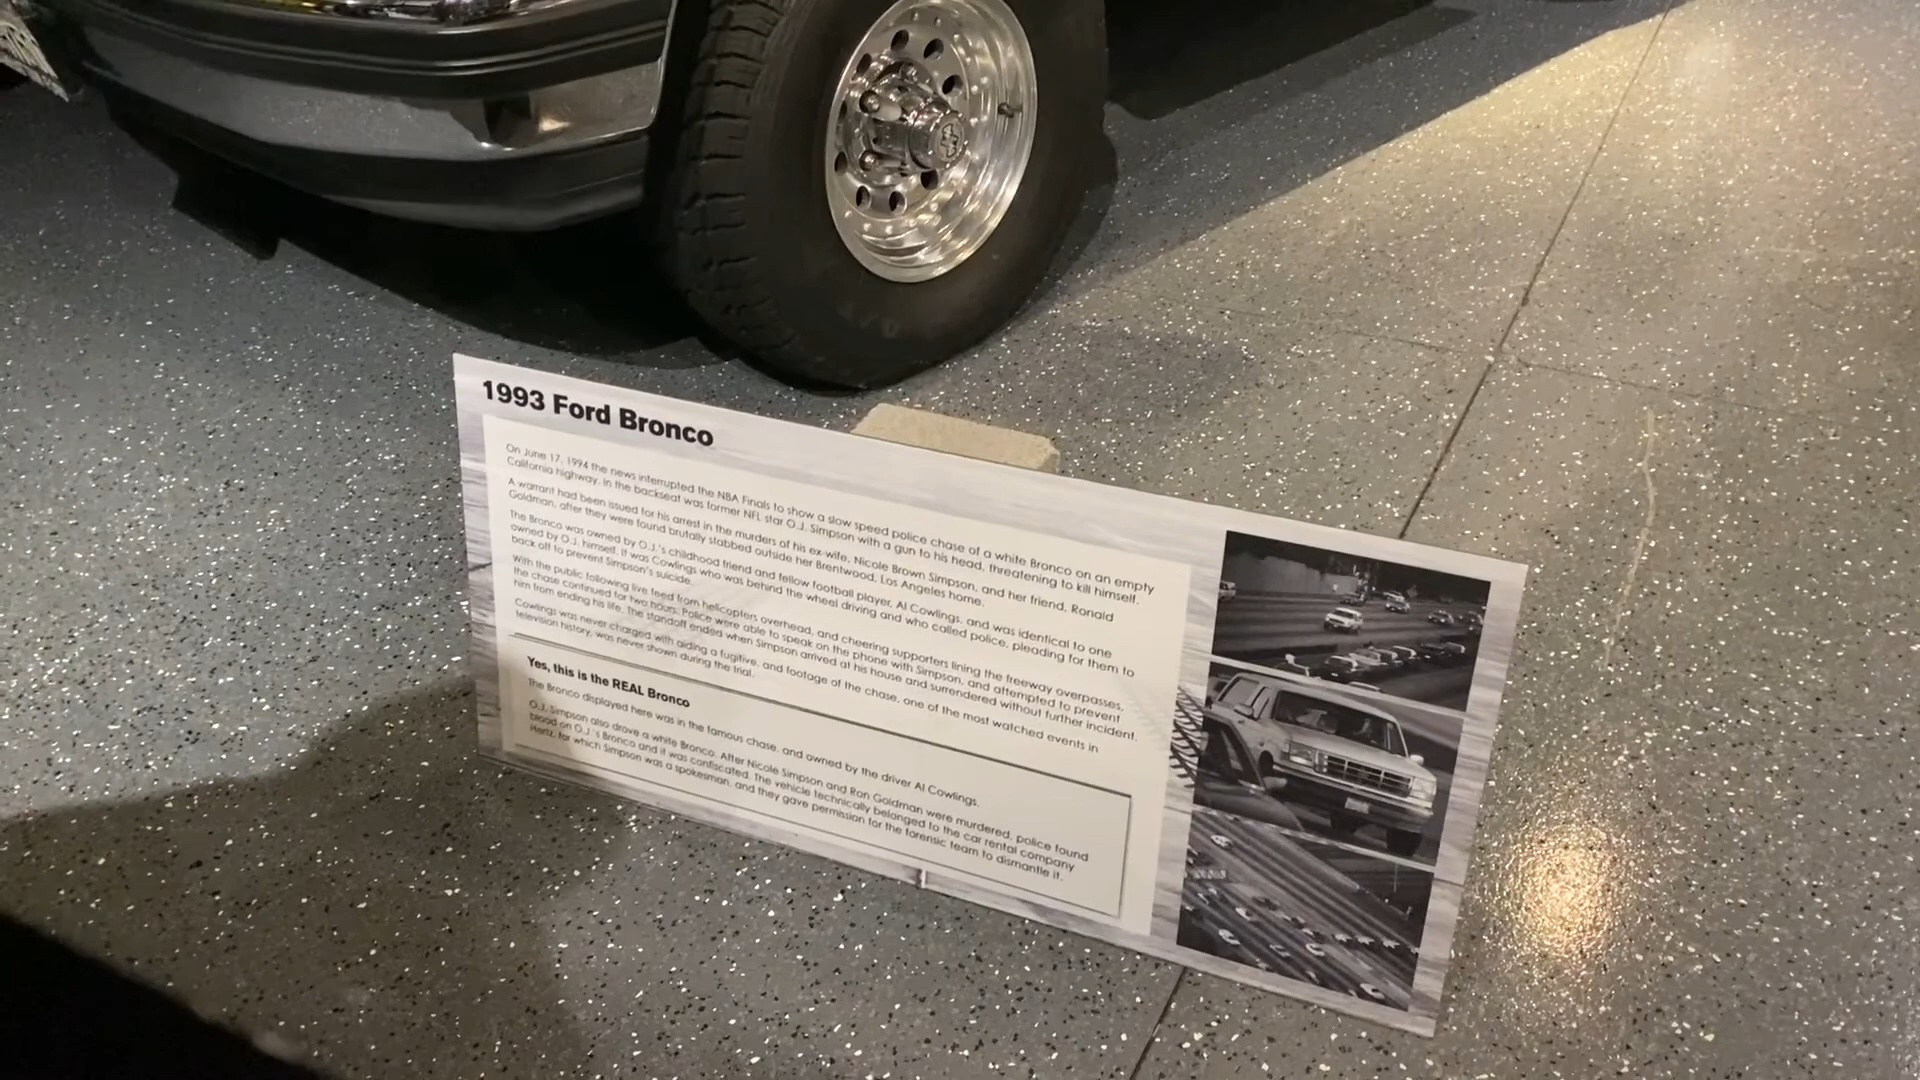 1993 Ford Bronco
On June 17, 1994 the news interrupted the NBA Finals to show a slow speed police chase of a white Bronco on an empty
California highway. In the backseat was former NFL star O.J. Simpson with a gun to his head, threatening to kill himself.
A warrant had been issued for his arrest in the murders of his ex-wife, Nicole Brown Simpson, and her friend, Ronald
Goldman, after they were found brutally stabbed outside her Brentwood, Los Angeles home.
The Bronco was owned by O.J.'s childhood friend and fellow football player, Al Cowlings, and was identical to one
owned by O.J. himself. It was Cowlings who was behind the wheel driving and who called police, pleading for them to
back off to prevent Simpson's suicide.
With the public following live feed from helicopters overhead, and cheering supporters lining the freeway overpasses,
the chase continued for two hours. Police were able to speak on the phone with Simpson, and attempted to prevent
him from ending his life. The standoff ended when Simpson arrived at his house and surrendered without further incident.
Cowlings was never charged with aiding a fugitive, and footage of the chase, one of the most watched events in
television history, was never shown during the trial.
Yes, this is the REAL Bronco
The Bronco displayed here was in the famous chase, and owned by the driver Al Cowlings.
O.J. Simpson also drove a white Bronco. After Nicole Simpson and Ron Goldman were murdered, police found
blood on O.J.'s Bronco and it was confiscated. The vehicle technically belonged to the car rental company
Hertz, for which Simpson was a spokesman, and they gave permission for the forensic team to dismantle it.